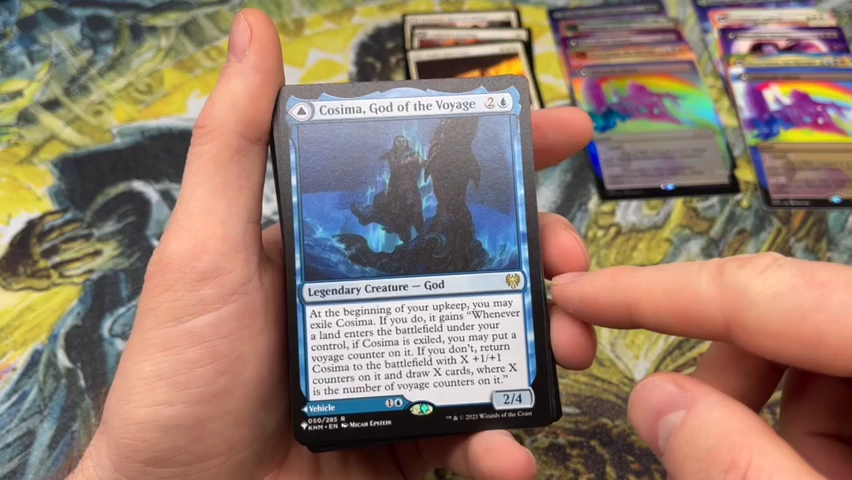 Cosima, God of the Voyage 2
Legendary Creature — God
At the beginning of your upkeep, you may
exile Cosima. If you do, it gains “Whenever
a land enters the battlefield under your
control, if Cosima is exiled, you may put a
voyage counter on it. If you don’t, return
Cosima to the battlefield with X +1/+1
counters on it and draw X cards, where X
is the number of voyage counters on it.”
2/4
Vehicle 1
050/285 R
KHM • EN Micah Epstein
™ & © 2021 Wizards of the Coast